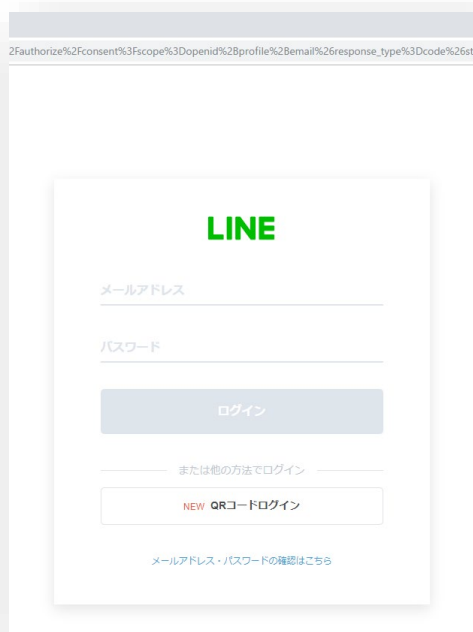 2Fauthorize%2Fconsent%3Fscope%3Dopenid%2Bprofile%2Bemail%26response_type%3Dcode%26st
LINE
メールアドレス
パスワード
ログイン
または他の方法でログイン
NEW QRコードログイン
メールアドレス・パスワードの確認はこちら